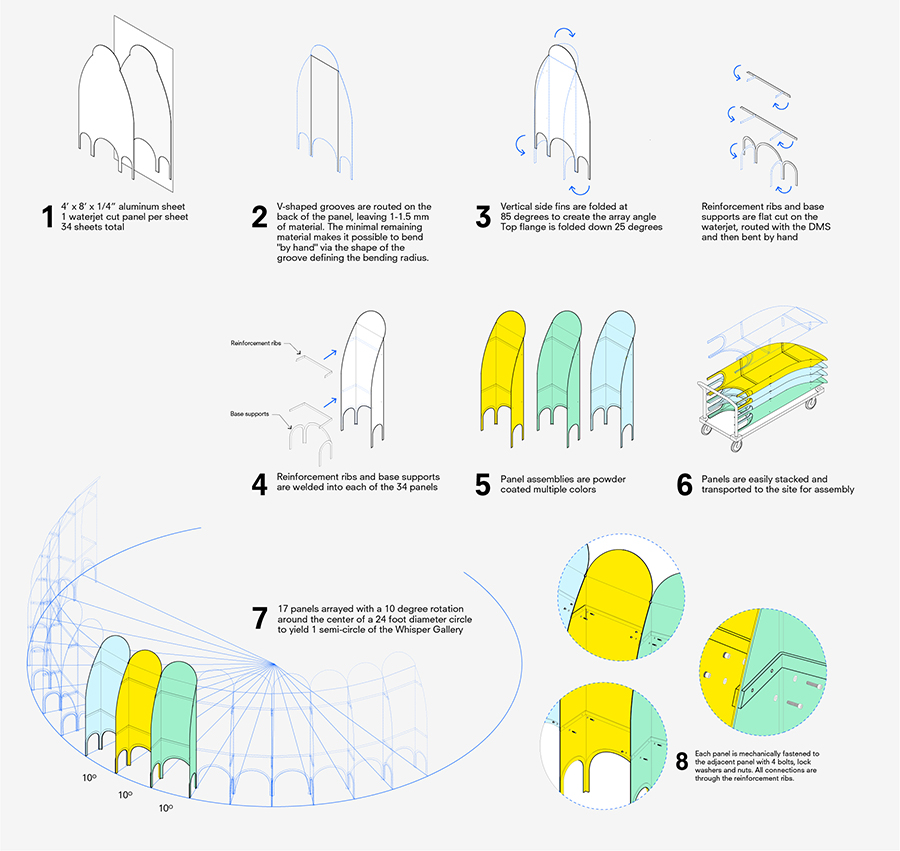 1
4' x 8' x 1/4" aluminum sheet
1 waterjet cut panel per sheet
34 sheets total
2
V-shaped grooves are routed on the
back of the panel, leaving 1-1.5 mm
of material. The minimal remaining
material makes it possible to bend
"by hand" via the shape of the
groove defining the bending radius.
3
Vertical side fins are folded at
85 degrees to create the array angle
Top flange is folded down 25 degrees
Reinforcement ribs and base
supports are flat cut on the
waterjet, routed with the DMS
and then bent by hand
Reinforcement ribs
Base supports
4
Reinforcement ribs and base supports
are welded into each of the 34 panels
5
Panel assemblies are powder
coated multiple colors
6
Panels are easily stacked and
transported to the site for assembly
7
17 panels arrayed with a 10 degree rotation
around the center of a 24 foot diameter circle
to yield 1 semi-circle of the Whisper Gallery
10º
10º
10º
8
Each panel is mechanically fastened to
the adjacent panel with 4 bolts, lock
washers and nuts. All connections are
through the reinforcement ribs.